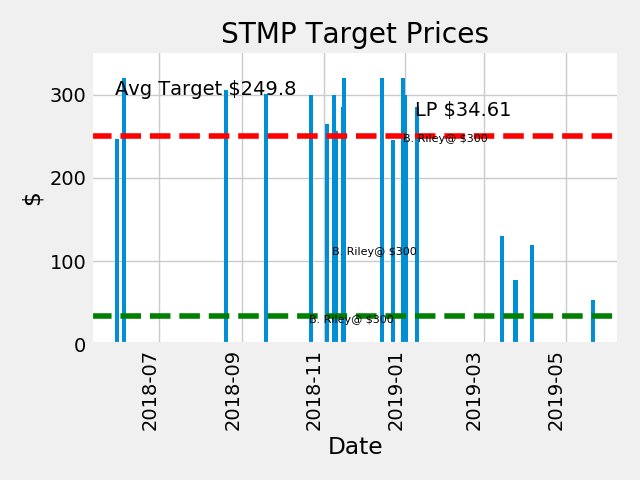 STMP Target Prices
Avg Target $249.8
LP $34.61
B. Riley@ $300
B. Riley@ $300
B. Riley@ $300
$
300
200
100
0
2018-07
2018-09
2018-11
2019-01
2019-03
2019-05
Date